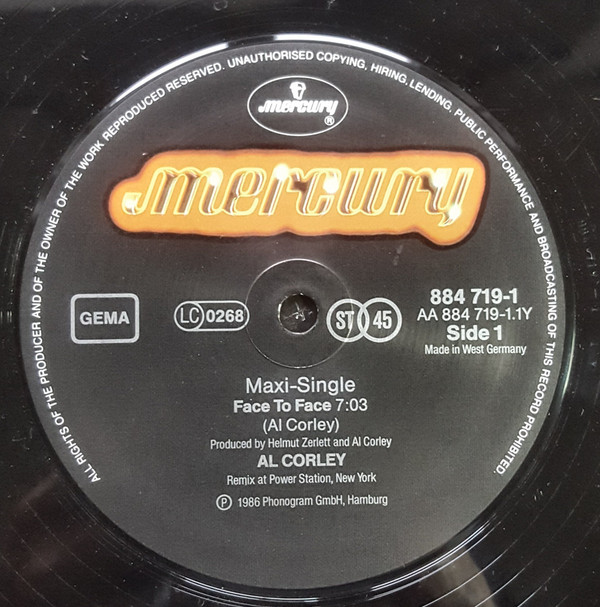 ALL RIGHTS OF THE PRODUCER AND OF THE OWNER OF THE WORK REPRODUCED RESERVED. UNAUTHORISED COPYING, HIRING, LENDING, PUBLIC PERFORMANCE AND BROADCASTING OF THIS RECORD PROHIBITED.
mercury
®
mercury
GEMA
LC 0268
ST 45
884 719-1
AA 884 719-1.1Y
Side 1
Made in West Germany
Maxi-Single
Face To Face 7:03
(Al Corley)
Produced by Helmut Zerlett and Al Corley
AL CORLEY
Remix at Power Station, New York
Ⓟ 1986 Phonogram GmbH, Hamburg